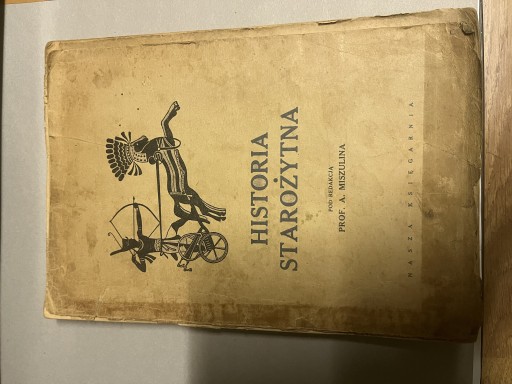 HISTORIA
STAROŻYTNA
POD REDAKCJĄ
PROF. A. MISZULINA
NASZA KSIĘGARNIA